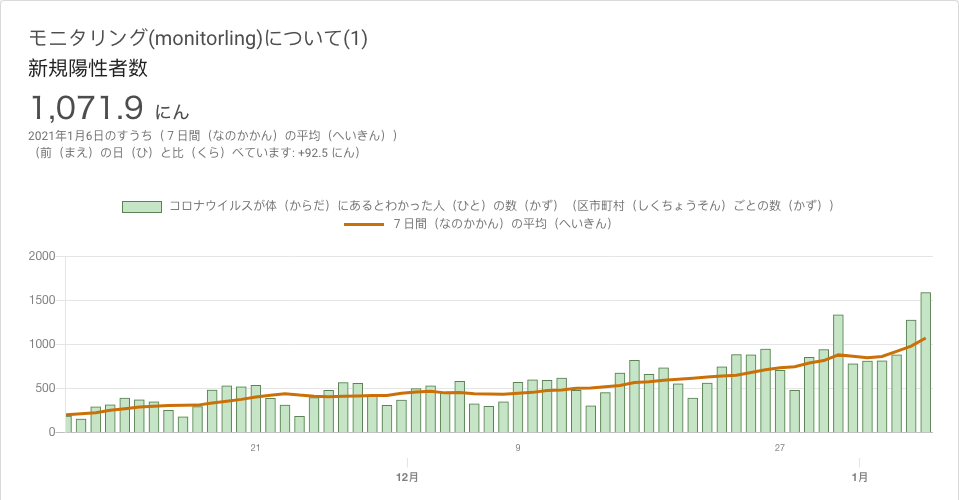 モニタリング(monitorling)について(1)
新規陽性者数
1,071.9 にん
2021年1月6日のすうち（７日間（なのかかん）の平均（へいきん））
（前（まえ）の日（ひ）と比（くら）べています: +92.5 にん）
コロナウイルスが体（からだ）にあるとわかった人（ひと）の数（かず）（区市町村（しくちょうそん）ごとの数（かず））
７日間（なのかかん）の平均（へいきん）
2000
1500
1000
500
0
21 9 27
12月 1月